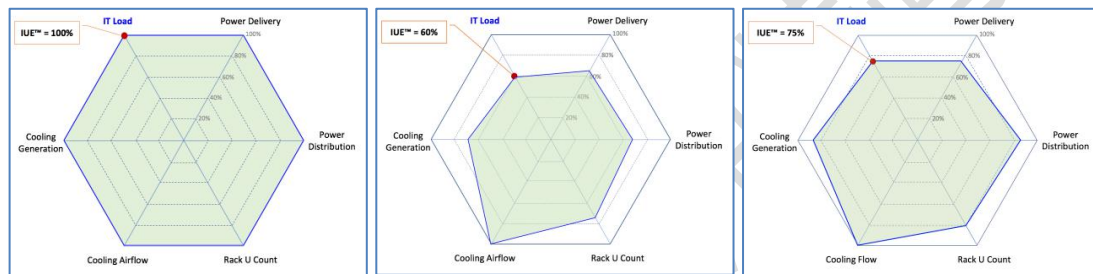 IT Load
Power Delivery
IUE™ = 100%
100%
80%
60%
40%
20%
Cooling
Generation
Power
Distribution
Cooling Airflow
Rack U Count
IT Load
Power Delivery
IUE™ = 60%
100%
80%
60%
40%
20%
Cooling
Generation
Power
Distribution
Cooling Airflow
Rack U Count
IT Load
Power Delivery
IUE™ = 75%
100%
80%
60%
40%
20%
Cooling
Generation
Power
Distribution
Cooling Flow
Rack U Count